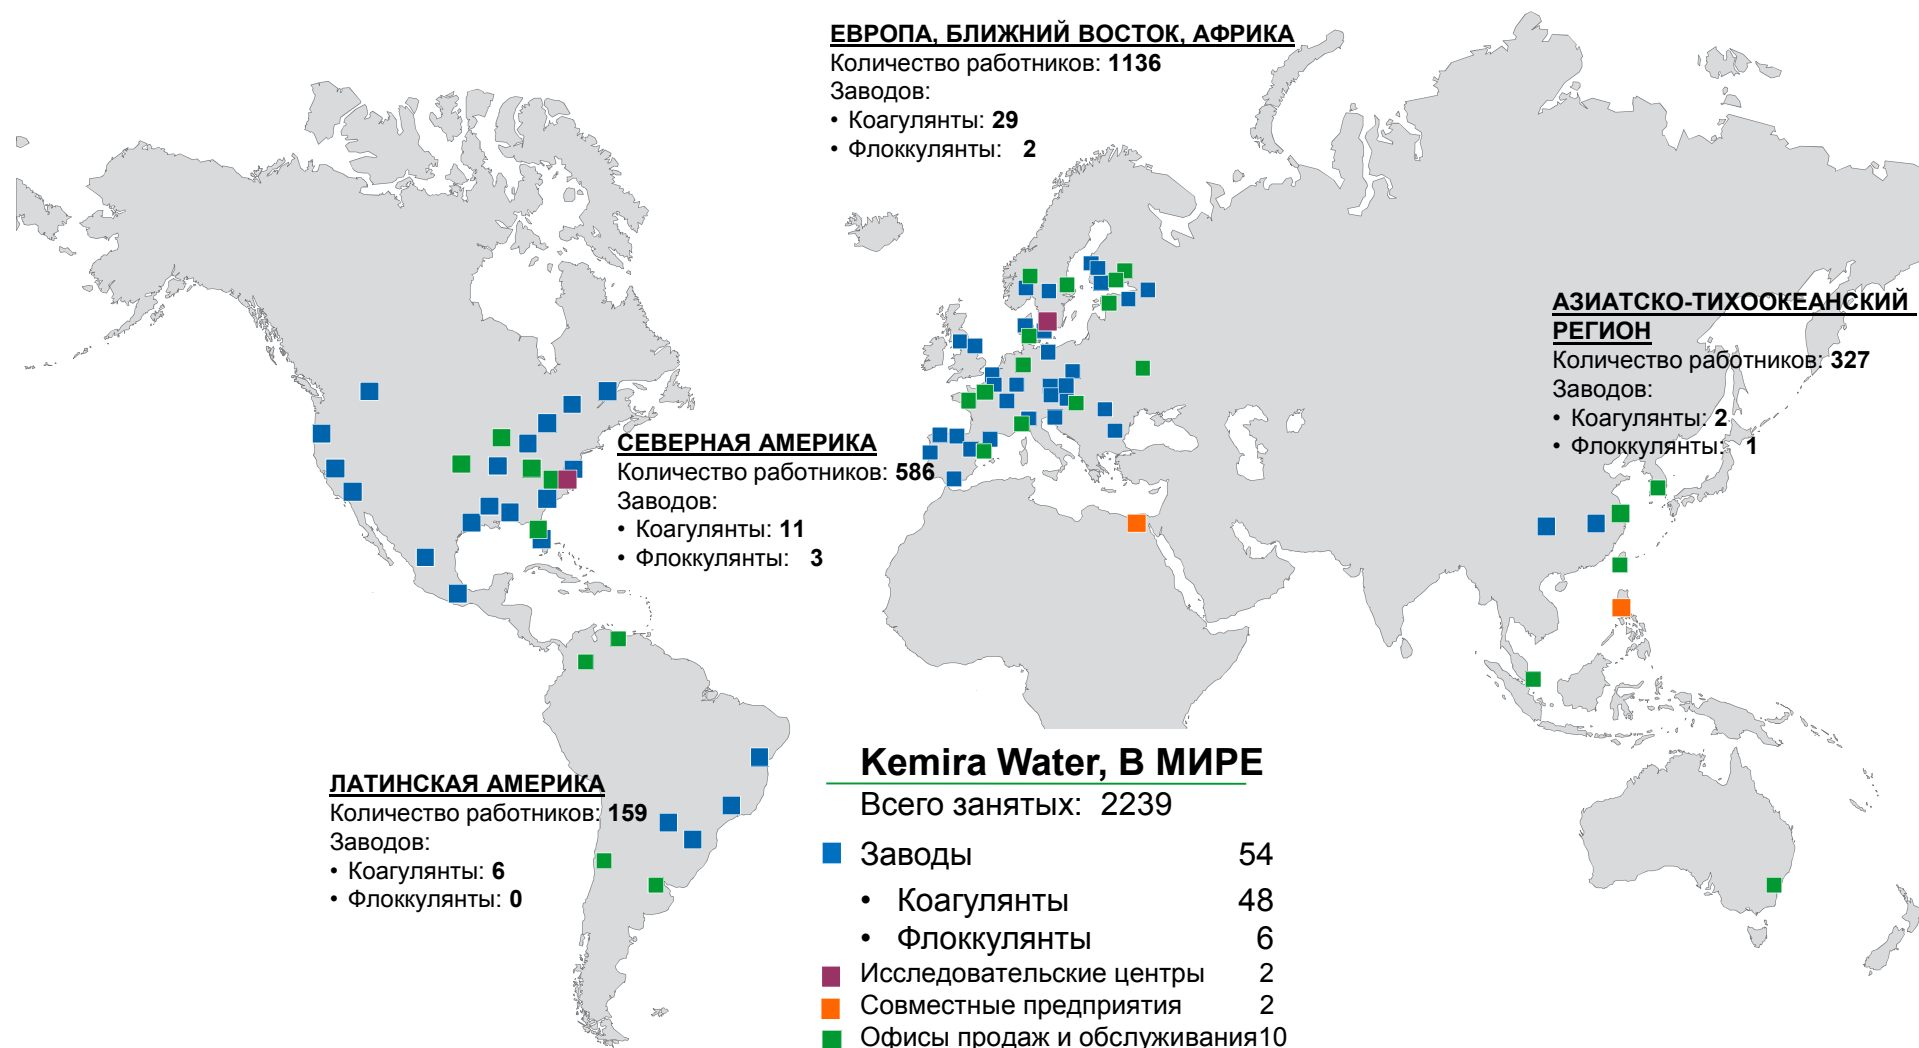 ЕВРОПА, БЛИЖНИЙ ВОСТОК, АФРИКА
Количество работников: 1136
Заводов:
• Коагулянты: 29
• Флоккулянты: 2
АЗИАТСКО-ТИХООКЕАНСКИЙ
РЕГИОН
Количество работников: 327
Заводов:
• Коагулянты: 2
• Флоккулянты: 1
СЕВЕРНАЯ АМЕРИКА
Количество работников: 586
Заводов:
• Коагулянты: 11
• Флоккулянты: 3
ЛАТИНСКАЯ АМЕРИКА
Количество работников: 159
Заводов:
• Коагулянты: 6
• Флоккулянты: 0
Kemira Water, В МИРЕ
Всего занятых: 2239
Заводы 54
• Коагулянты 48
• Флоккулянты 6
Исследовательские центры 2
Совместные предприятия 2
Офисы продаж и обслуживания10